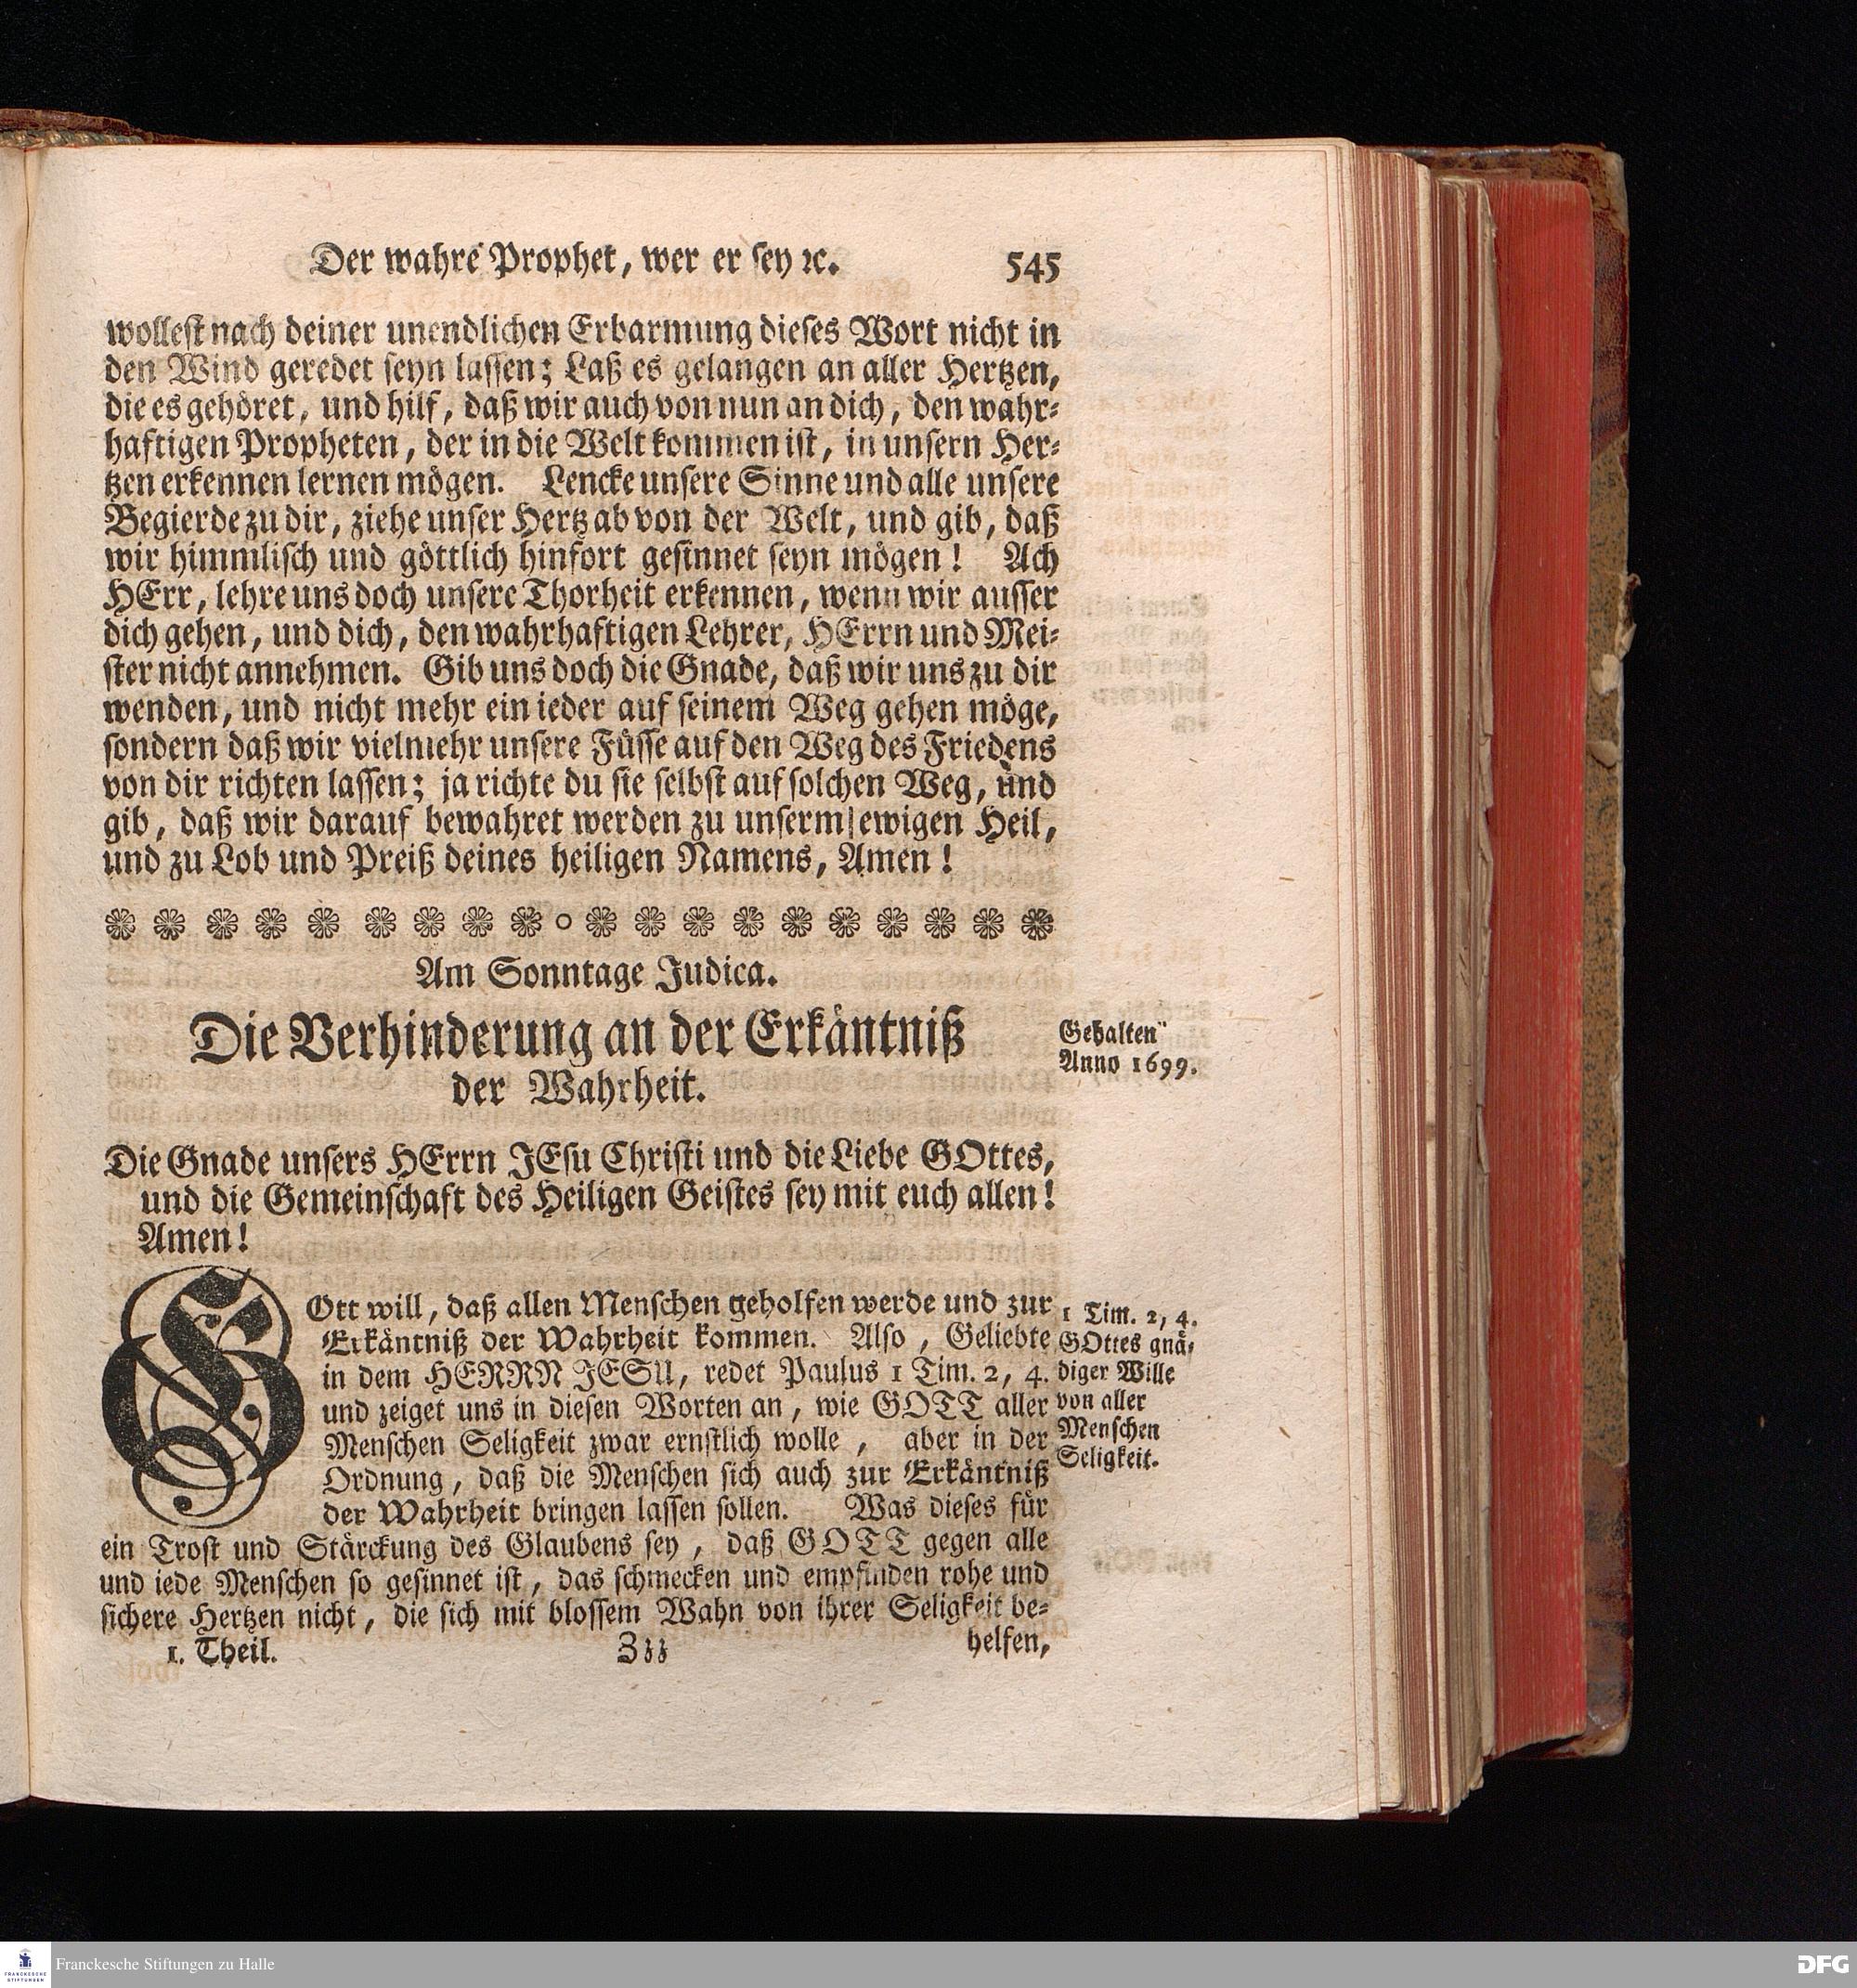 Der wahre Prophet, wer er sey ꝛc. 545
wollest nach deiner unendlichen Erbarmung dieses Wort nicht in
den Wind geredet seyn lassen; Laß es gelangen an aller Hertzen,
die es gehöret, und hilf, daß wir auch von nun an dich, den wahr-
haftigen Propheten, der in die Welt kommen ist, in unsern Her-
tzen erkennen lernen mögen. Lencke unsere Sinne und alle unsere
Begierde zu dir, ziehe unser Hertz ab von der Welt, und gib, daß
wir himmlisch und göttlich hinfort gesinnet seyn mögen! Ach
HErr, lehre uns doch unsere Thorheit erkennen, wenn wir ausser
dich gehen, und dich, den wahrhaftigen Lehrer, HErrn und Mei-
ster nicht annehmen. Gib uns doch die Gnade, daß wir uns zu dir
wenden, und nicht mehr ein ieder auf seinem Weg gehen möge,
sondern daß wir vielmehr unsere Füsse auf den Weg des Friedens
von dir richten lassen; ja richte du sie selbst auf solchen Weg, und
gib, daß wir darauf bewahret werden zu unserm ewigen Heil,
und zu Lob und Preiß deines heiligen Namens, Amen!
Am Sonntage Judica.
Die Verhinderung an der Erkäntniß
der Wahrheit.
Gehalten
Anno 1699.
Die Gnade unsers HErrn JEsu Christi und die Liebe GOttes,
und die Gemeinschaft des Heiligen Geistes sey mit euch allen!
Amen!
GOtt will, daß allen Menschen geholfen werde und zur
Erkäntniß der Wahrheit kommen. Also, Geliebte
in dem HERRN JESU, redet Paulus 1 Tim. 2, 4.
und zeiget uns in diesen Worten an, wie GOTT aller
Menschen Seligkeit zwar ernstlich wolle, aber in der
Ordnung, daß die Menschen sich auch zur Erkäntniß
der Wahrheit bringen lassen sollen. Was dieses für
ein Trost und Stärckung des Glaubens sey, daß GOTT gegen alle
und iede Menschen so gesinnet ist, das schmecken und empfinden rohe und
sichere Hertzen nicht, die sich mit blossem Wahn von ihrer Seligkeit be-
1 Tim. 2, 4.
GOttes gnä-
diger Wille
von aller
Menschen
Seligkeit.
1. Theil. Zzz helfen,
FRANCKESCHE
STIFTUNGEN
Franckesche Stiftungen zu Halle
DFG